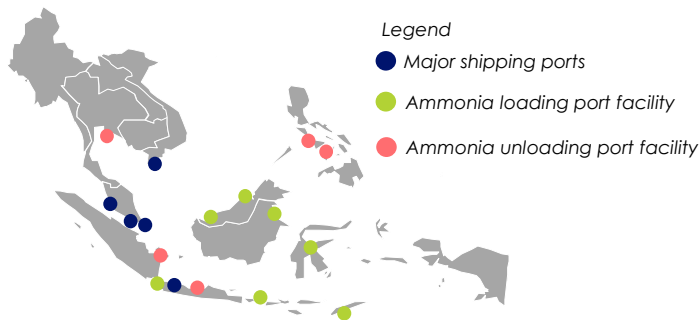 Legend
Major shipping ports
Ammonia loading port facility
Ammonia unloading port facility